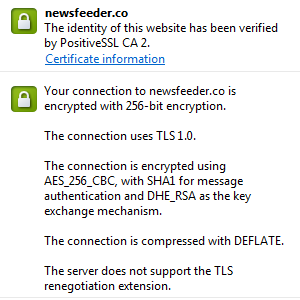 newsfeeder.co
The identity of this website has been verified
by PositiveSSL CA 2.
Certificate information
Your connection to newsfeeder.co is
encrypted with 256-bit encryption.
The connection uses TLS 1.0.
The connection is encrypted using
AES_256_CBC, with SHA1 for message
authentication and DHE_RSA as the key
exchange mechanism.
The connection is compressed with DEFLATE.
The server does not support the TLS
renegotiation extension.